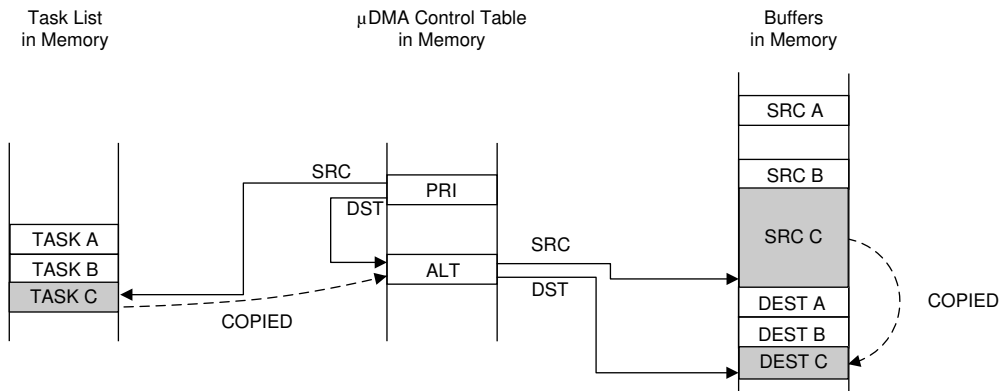 Task List
in Memory
μDMA Control Table
in Memory
Buffers
in Memory
SRC A
SRC
PRI
SRC B
DST
SRC C
TASK A
SRC
TASK B
ALT
DST
TASK C
COPIED
DEST A
COPIED
DEST B
DEST C